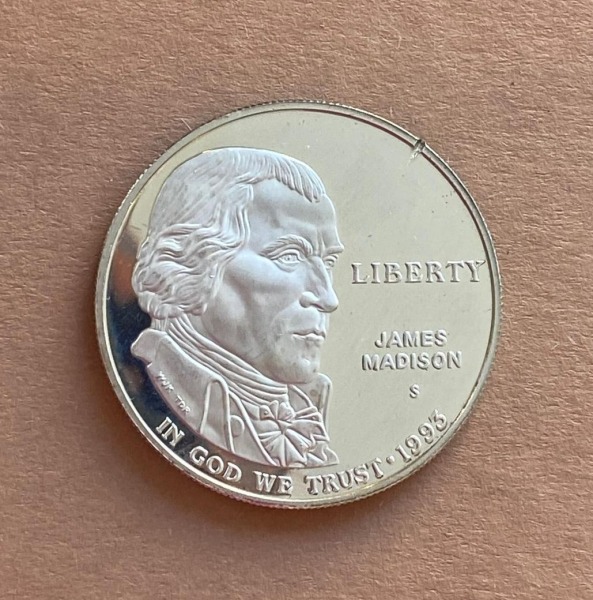 LIBERTY
JAMES
MADISON
S
IN GOD WE TRUST · 1993